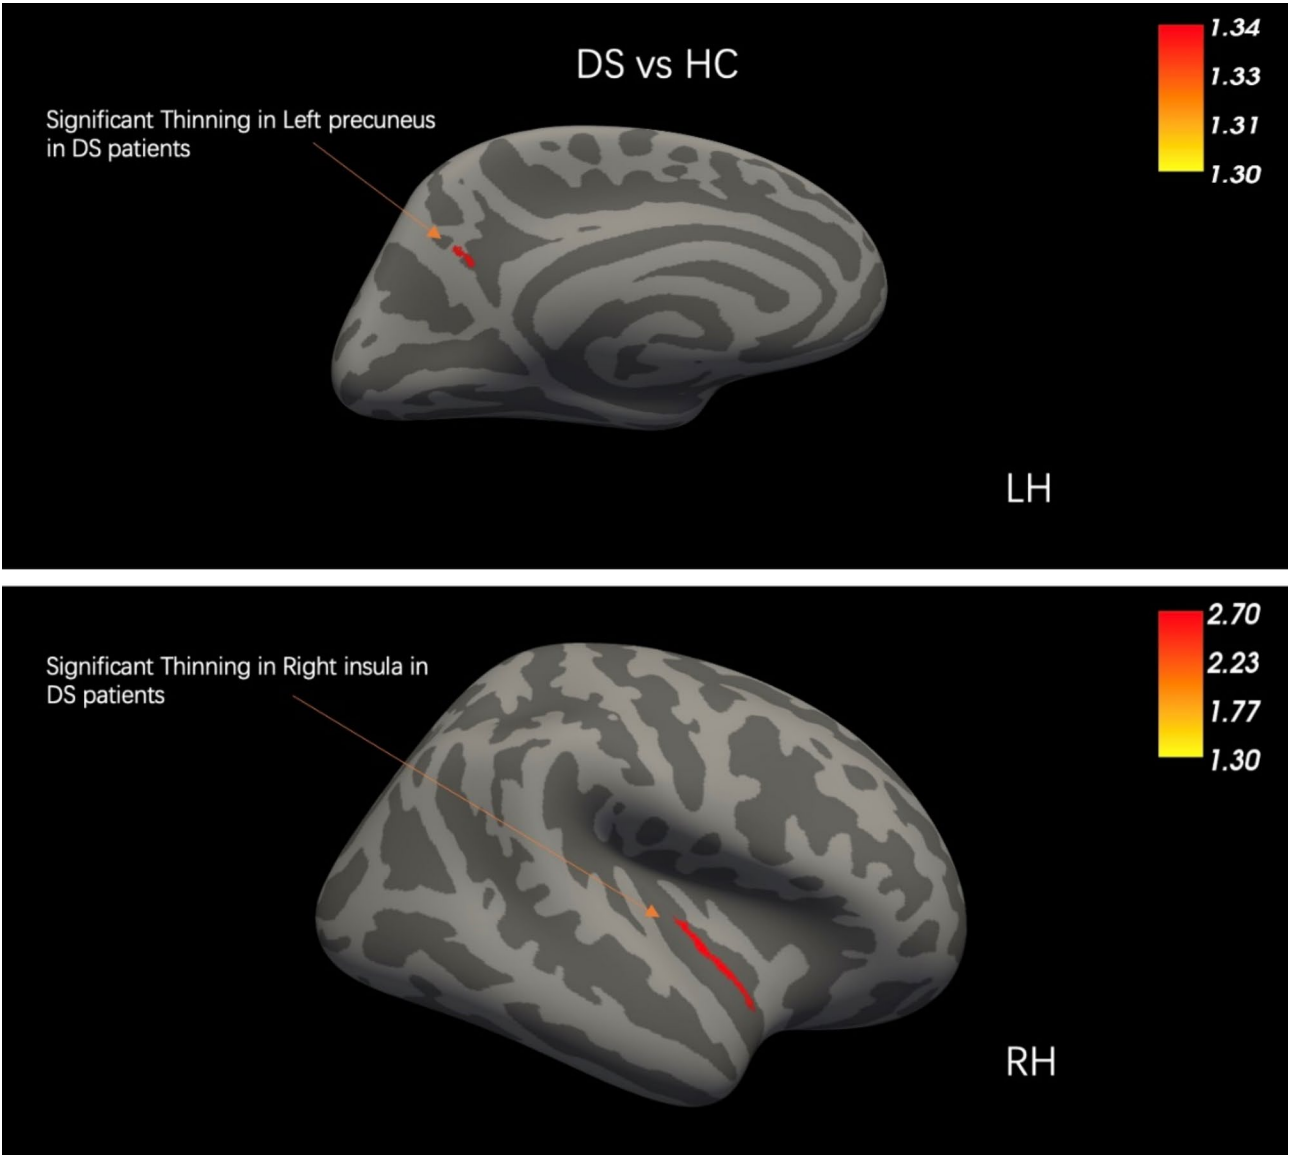 DS vs HC
1.34
1.33
1.31
1.30
Significant Thinning in Left precuneus
in DS patients
LH
2.70
2.23
1.77
1.30
Significant Thinning in Right insula in
DS patients
RH